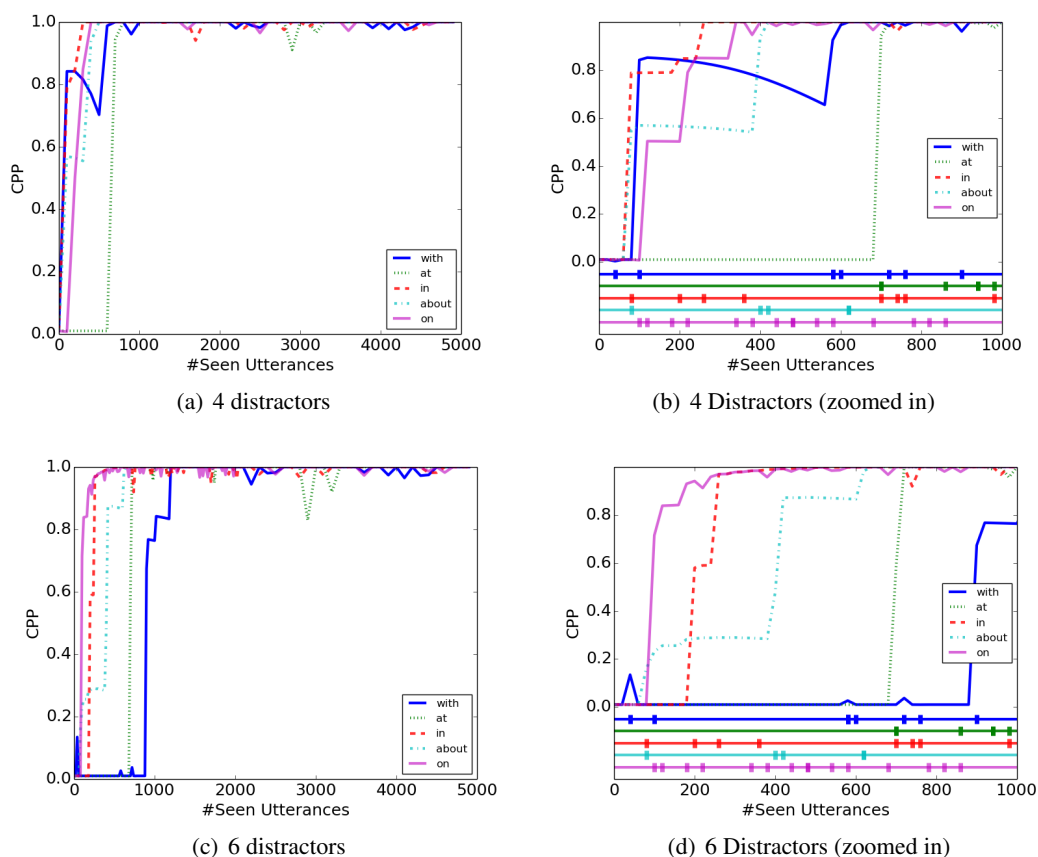 1.0
0.8
0.6
0.4
0.2
0.0
CPP
with
at
in
about
on
0 1000 2000 3000 4000 5000
#Seen Utterances
(a) 4 distractors
1.0
0.8
0.6
0.4
0.2
0.0
CPP
with
at
in
about
on
0 200 400 600 800 1000
#Seen Utterances
(b) 4 Distractors (zoomed in)
1.0
0.8
0.6
0.4
0.2
0.0
CPP
with
at
in
about
on
0 1000 2000 3000 4000 5000
#Seen Utterances
(c) 6 distractors
0.8
0.6
0.4
0.2
0.0
CPP
with
at
in
about
on
0 200 400 600 800 1000
#Seen Utterances
(d) 6 Distractors (zoomed in)